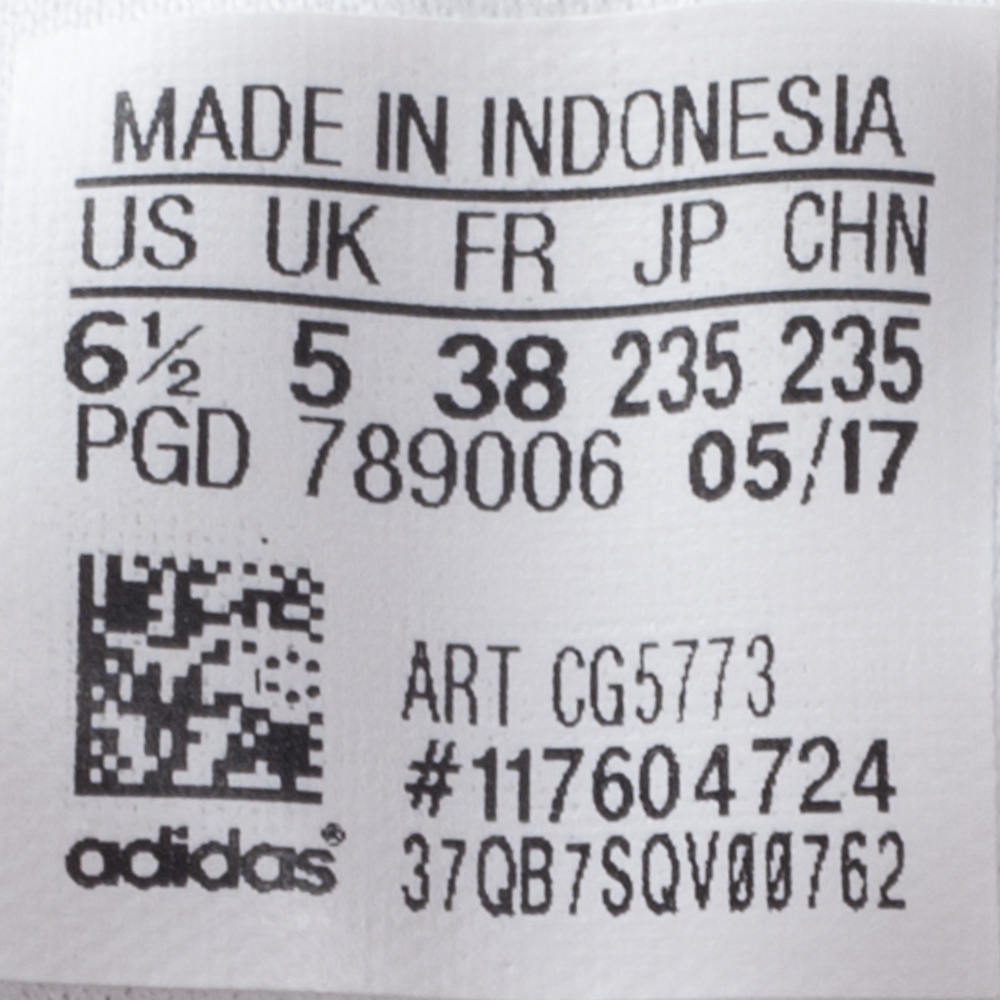 MADE IN INDONESIA
US UK FR JP CHN
6½ 5 38 235 235
PGD 789006 05/17
ART CG5773
#117604724
37QB7SQV00762
adidas®